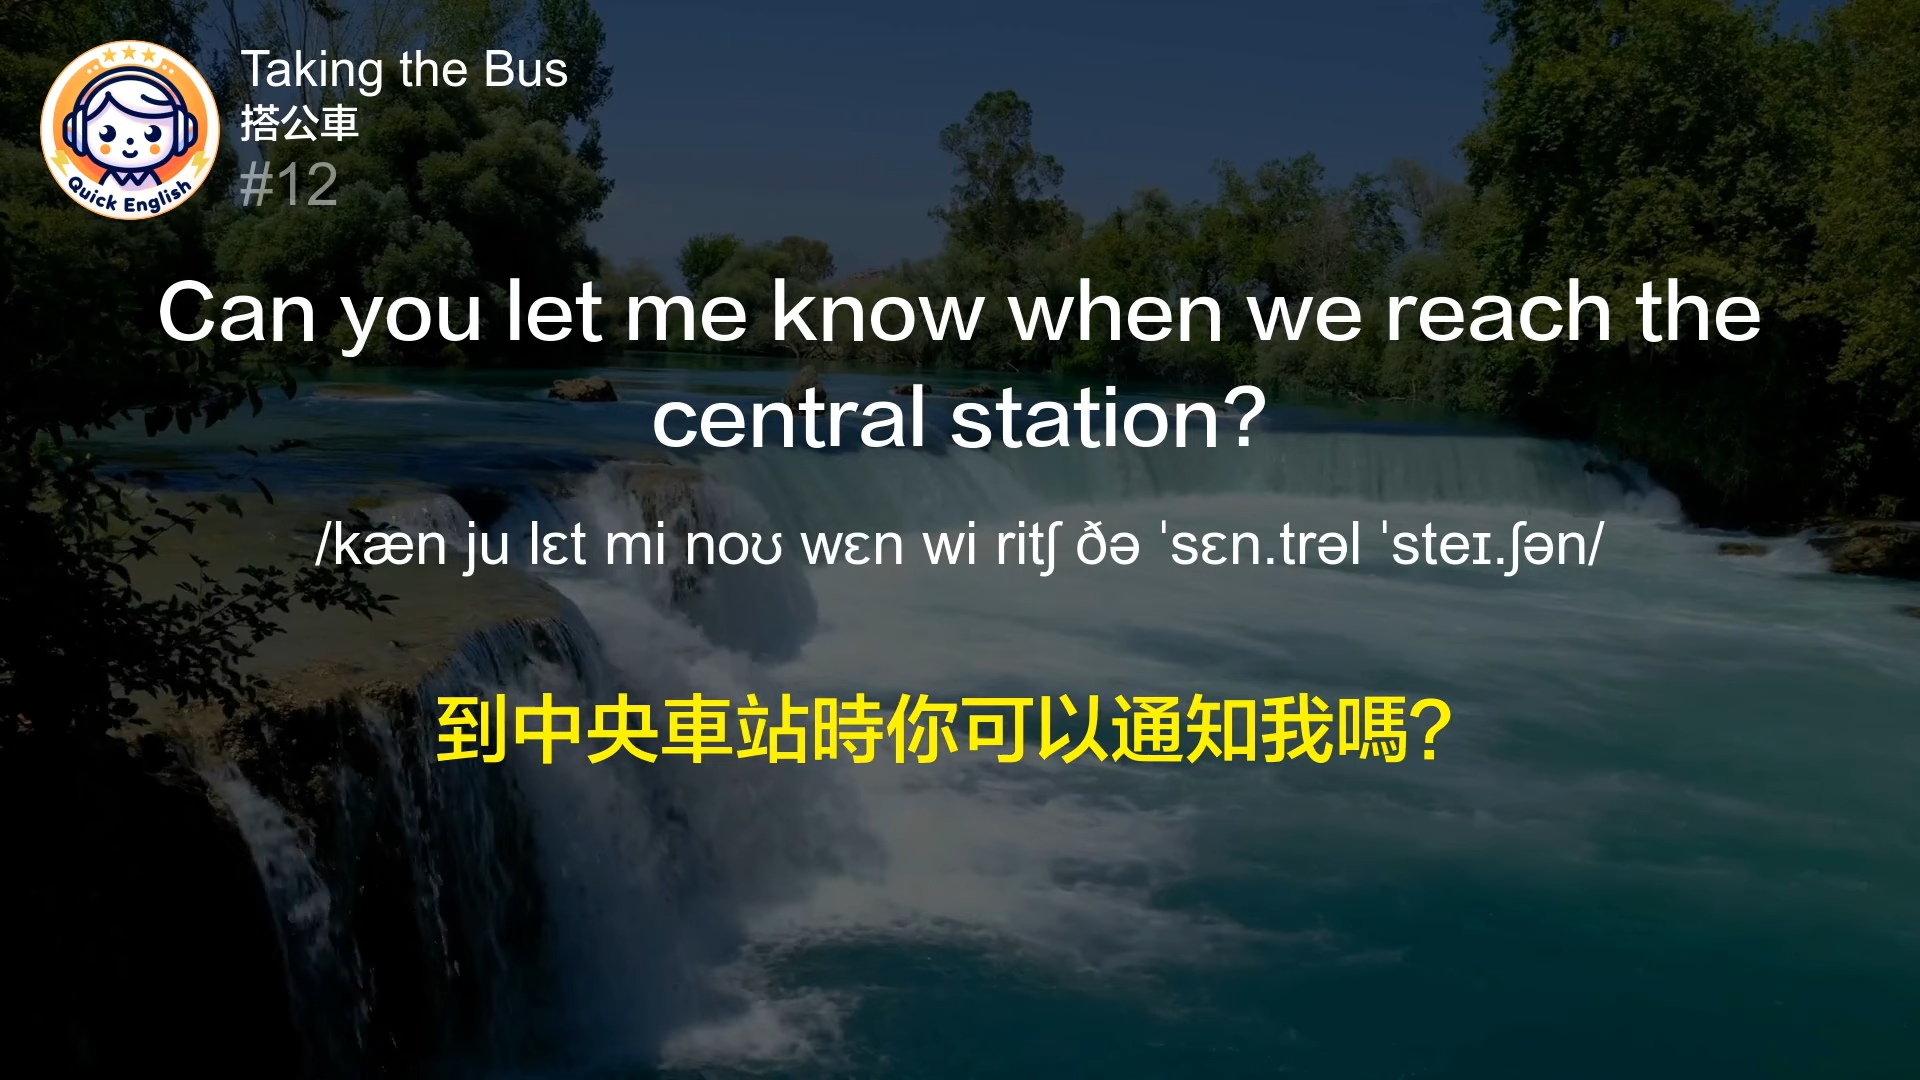 Taking the Bus
搭公車
#12
Quick English
Can you let me know when we reach the
central station?
/kæn ju lɛt mi noʊ wɛn wi ritʃ ðə ˈsɛn.trəl ˈsteɪ.ʃən/
到中央車站時你可以通知我嗎?